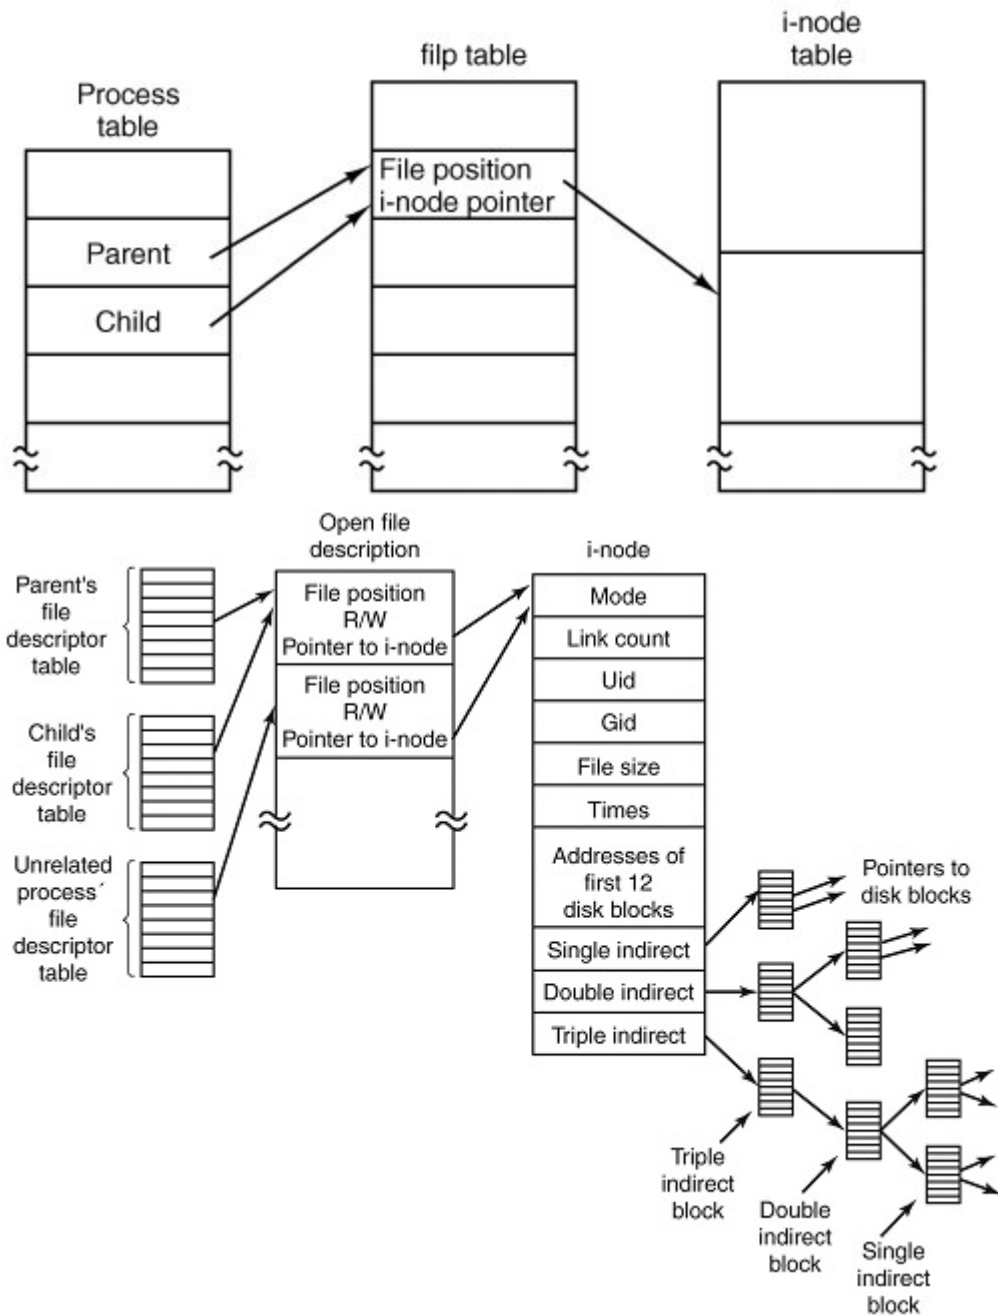 i-node
table
filp table
Process
table
File position
i-node pointer
Parent
Child
Open file
description
i-node
Parent's
file
descriptor
table
File position
R/W
Pointer to i-node
File position
R/W
Pointer to i-node
Child's
file
descriptor
table
Unrelated
process´
file
descriptor
table
Mode
Link count
Uid
Gid
File size
Times
Addresses of
first 12
disk blocks
Single indirect
Double indirect
Triple indirect
Pointers to
disk blocks
Triple
indirect
block
Double
indirect
block
Single
indirect
block